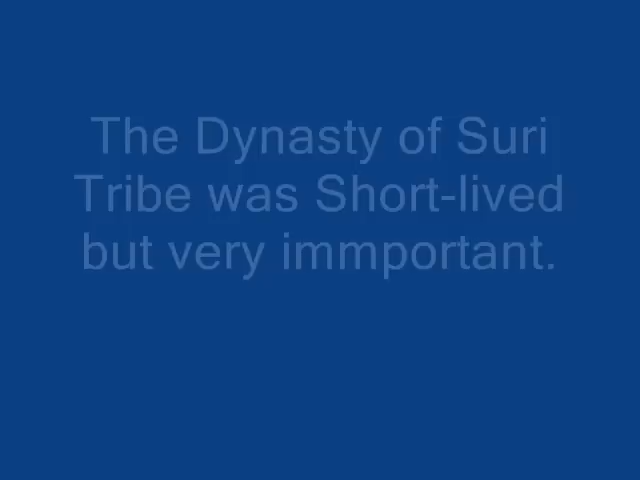 The Dynasty of Suri
Tribe was Short-lived
but very immportant.